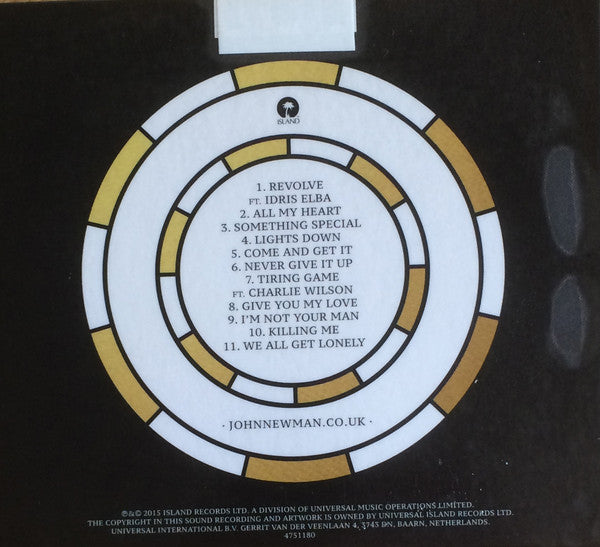 ISLAND
1. REVOLVE
FT. IDRIS ELBA
2. ALL MY HEART
3. SOMETHING SPECIAL
4. LIGHTS DOWN
5. COME AND GET IT
6. NEVER GIVE IT UP
7. TIRING GAME
FT. CHARLIE WILSON
8. GIVE YOU MY LOVE
9. I'M NOT YOUR MAN
10. KILLING ME
11. WE ALL GET LONELY
· JOHNNEWMAN.CO.UK ·
℗&© 2015 ISLAND RECORDS LTD. A DIVISION OF UNIVERSAL MUSIC OPERATIONS LIMITED.
THE COPYRIGHT IN THIS SOUND RECORDING AND ARTWORK IS OWNED BY UNIVERSAL ISLAND RECORDS LTD.
UNIVERSAL INTERNATIONAL B.V. GERRIT VAN DER VEENLAAN 4, 3743 DN, BAARN, NETHERLANDS.
4751180